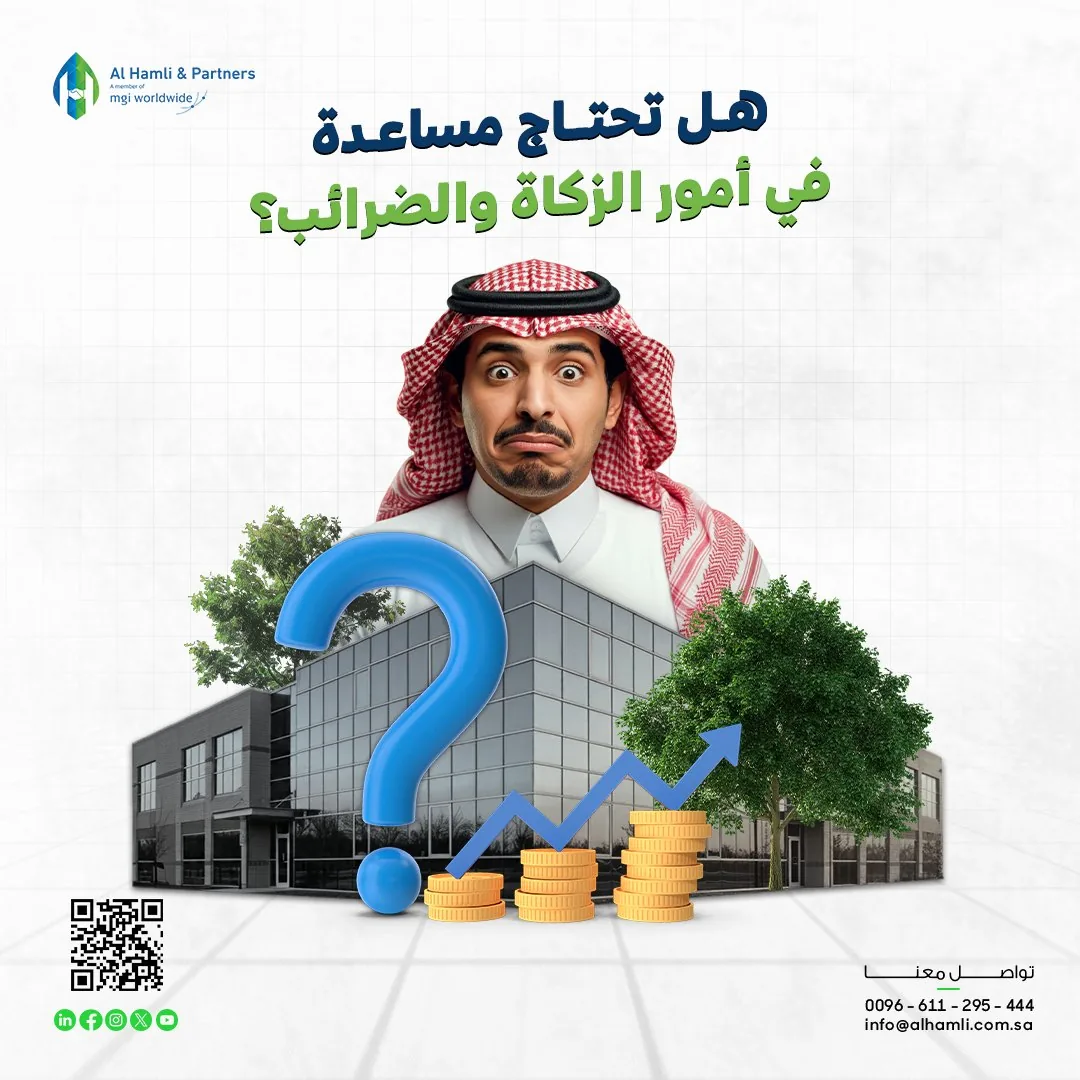 Al Hamli & Partners
A member of
mgi worldwide
هل تحتاج مساعدة
في أمور الزكاة والضرائب؟
تواصل معنا
0096 - 611 - 295 - 444
info@alhamli.com.sa